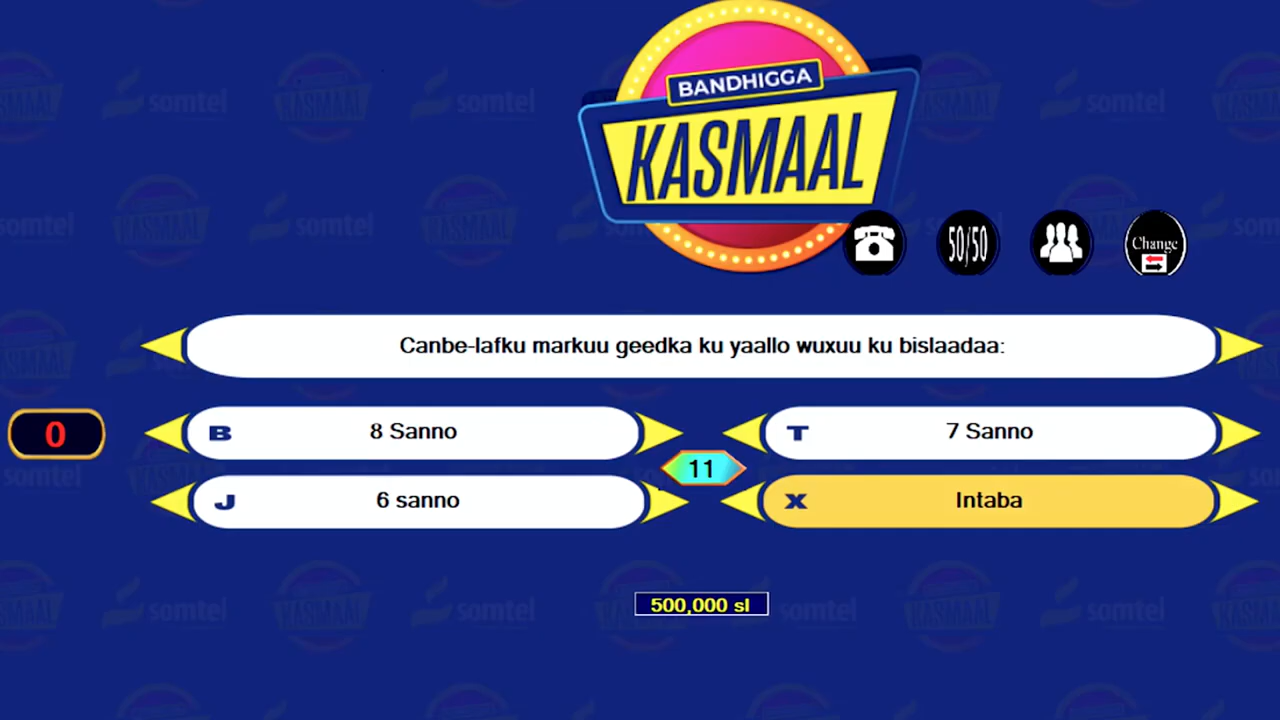 BANDHIGGA
KASMAAL
50/50
Change
Canbe-lafku markuu geedka ku yaallo wuxuu ku bislaadaa:
0
B 8 Sanno
T 7 Sanno
11
J 6 sanno
X Intaba
500,000 sl
somtel